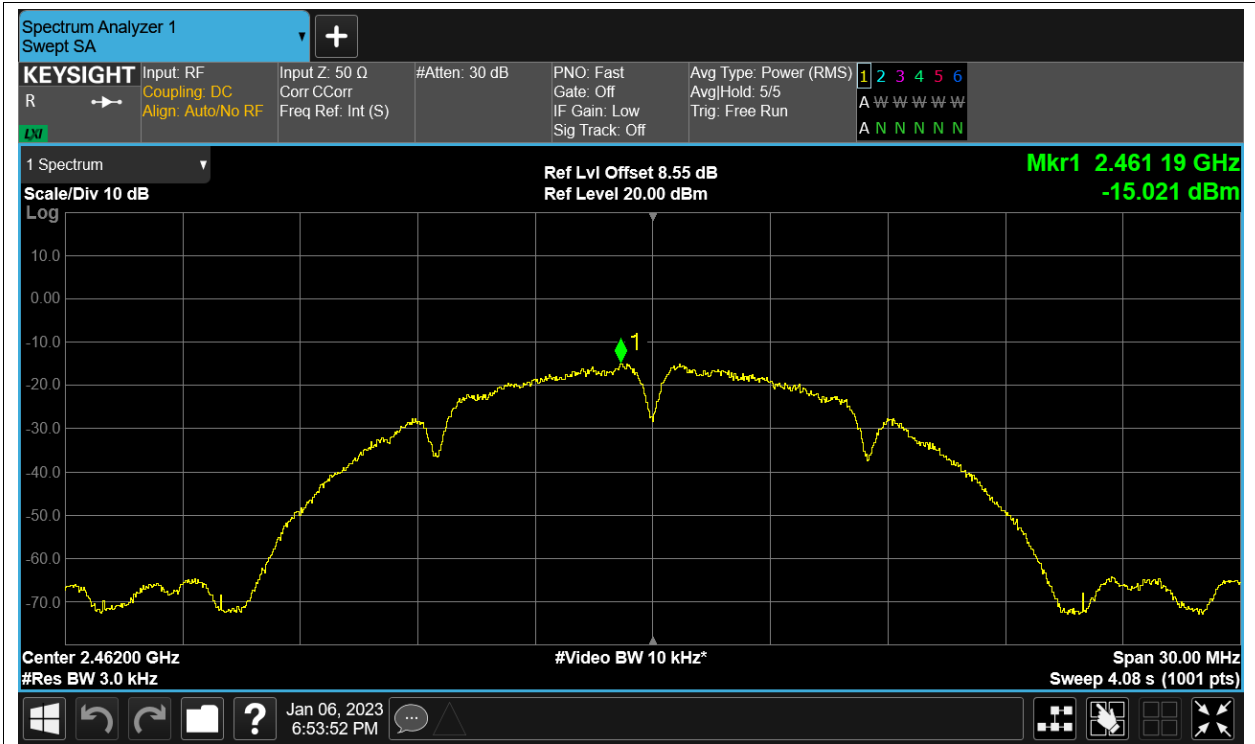 Spectrum Analyzer 1
Swept SA
KEYSIGHT
R
LXI
Input: RF
Coupling: DC
Align: Auto/No RF
Input Z: 50 Ω
Corr CCorr
Freq Ref: Int (S)
#Atten: 30 dB
PNO: Fast
Gate: Off
IF Gain: Low
Sig Track: Off
Avg Type: Power (RMS)
Avg|Hold: 5/5
Trig: Free Run
1 2 3 4 5 6
A W W W W W
A N N N N N
1 Spectrum
Scale/Div 10 dB
Log
Ref Lvl Offset 8.55 dB
Ref Level 20.00 dBm
Mkr1 2.461 19 GHz
-15.021 dBm
10.0
0.00
-10.0
-20.0
-30.0
-40.0
-50.0
-60.0
-70.0
1
Center 2.46200 GHz
#Res BW 3.0 kHz
#Video BW 10 kHz*
Span 30.00 MHz
Sweep 4.08 s (1001 pts)
?
Jan 06, 2023
6:53:52 PM